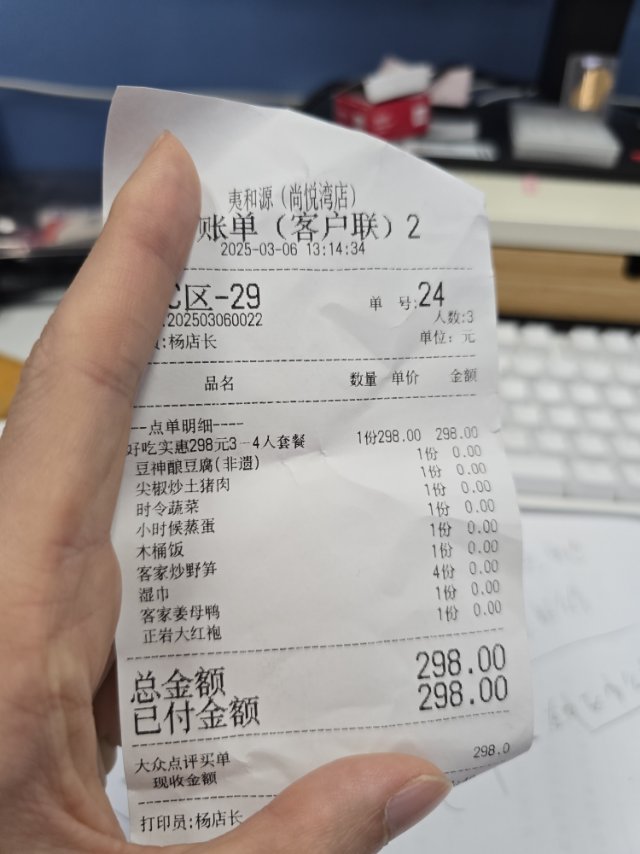 夷和源(尚悦湾店)
账单(客户联)2
2025-03-06 13:14:34
C区-29 单 号:24
202503060022 人数:3
:杨店长 单位: 元
品名 数量 单价 金额
--点单明细----
好吃实惠298元3-4人套餐 1份298.00 298.00
豆神酿豆腐(非遗) 1份 0.00
尖椒炒土猪肉 1份 0.00
时令蔬菜 1份 0.00
小时候蒸蛋 1份 0.00
木桶饭 1份 0.00
客家炒野笋 1份 0.00
湿巾 4份 0.00
客家姜母鸭 1份 0.00
正岩大红袍 1份 0.00
总金额 298.00
已付金额 298.00
大众点评买单 298.0
现收金额
打印员:杨店长